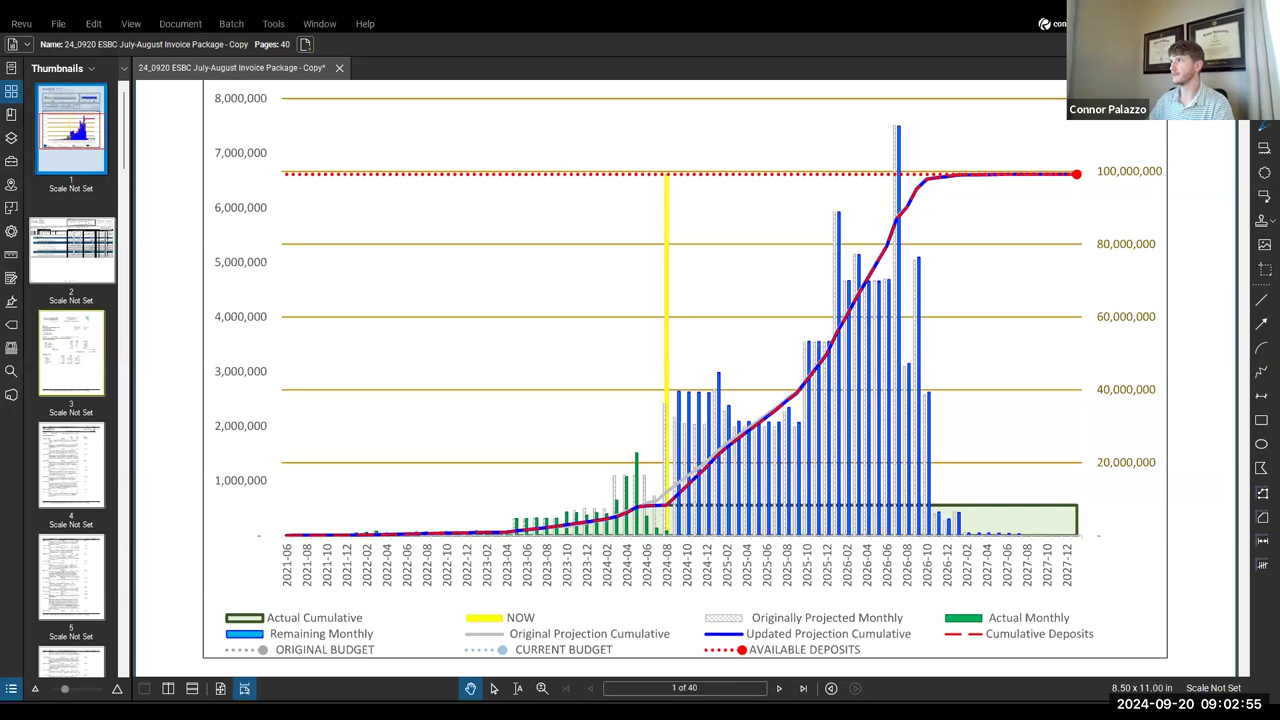 Revu File Edit View Document Batch Tools Window Help con
Name: 24_0920 ESBC July-August Invoice Package - Copy Pages: 40
Thumbnails 24_0920 ESBC July-August Invoice Package - Copy*
Connor Palazzo
8,000,000
7,000,000
6,000,000
5,000,000
4,000,000
3,000,000
2,000,000
1,000,000
-
100,000,000
80,000,000
60,000,000
40,000,000
20,000,000
-
1
Scale Not Set
2
Scale Not Set
3
Scale Not Set
4
Scale Not Set
5
Scale Not Set
2021-06 2021-08 2021-10 2021-12 2022-02 2022-04 2022-06 2022-08 2022-10 2022-12 2023-02 2023-04 2023-06 2023-08 2023-10 2023-12 2024-02 2024-04 2024-06 2024-08 2024-10 2024-12 2025-02 2025-04 2025-06 2025-08 2025-10 2025-12 2026-02 2026-04 2026-06 2026-08 2026-10 2026-12 2027-02 2027-04 2027-06 2027-08 2027-10 2027-12
Actual Cumulative NOW Originally Projected Monthly Actual Monthly
Remaining Monthly Original Projection Cumulative Updated Projection Cumulative Cumulative Deposits
ORIGINAL BUDGET CURRENT BUDGET AVAILABLE DEPOSITS
1 of 40 8.50 x 11.00 in Scale Not Set
2024-09-20 09:02:55